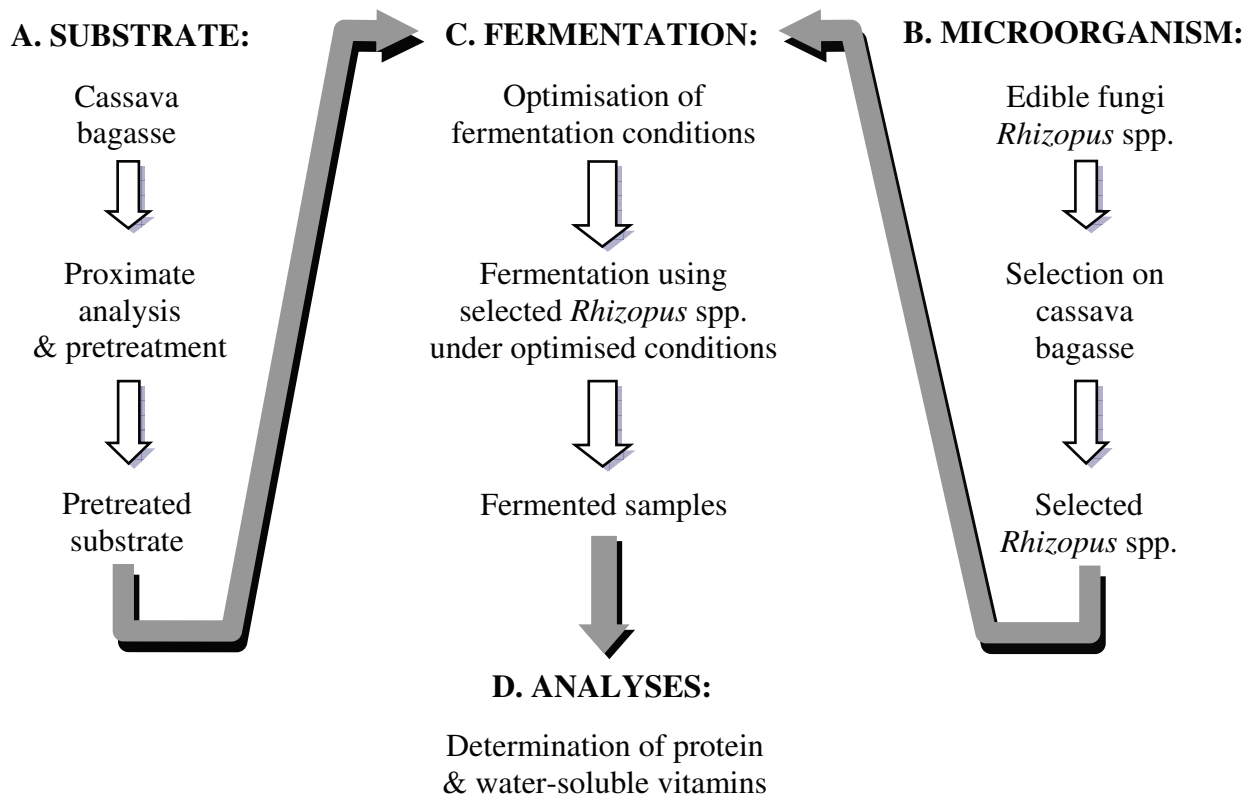 A. SUBSTRATE:
Cassava
bagasse
Proximate
analysis
& pretreatment
Pretreated
substrate
C. FERMENTATION:
Optimisation of
fermentation conditions
Fermentation using
selected Rhizopus spp.
under optimised conditions
Fermented samples
B. MICROORGANISM:
Edible fungi
Rhizopus spp.
Selection on
cassava
bagasse
Selected
Rhizopus spp.
D. ANALYSES:
Determination of protein
& water-soluble vitamins